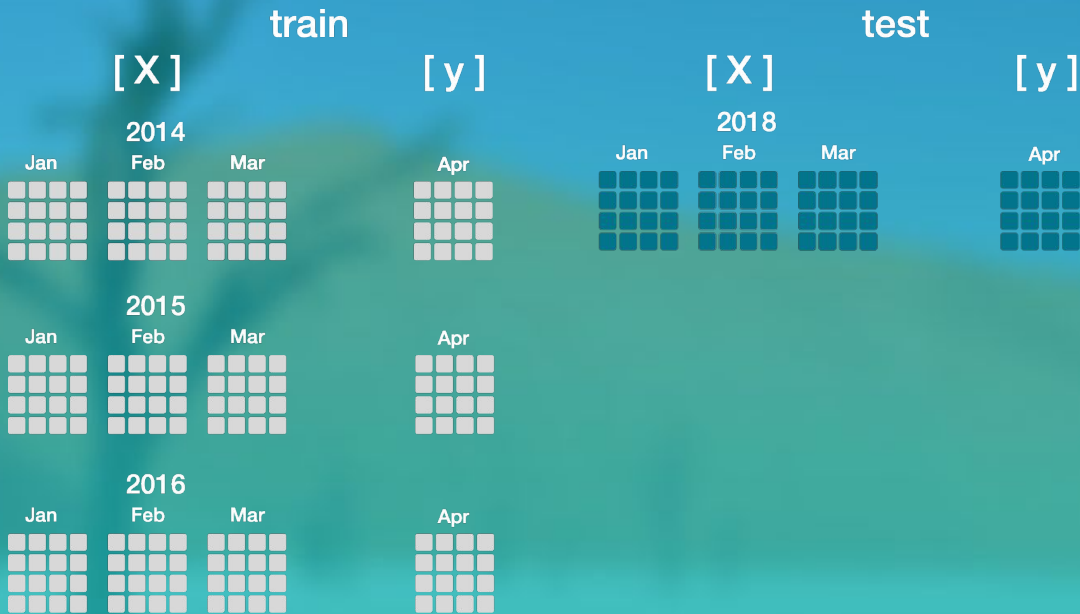 train
test
[ X ]
[ y ]
[ X ]
[ y ]
2014
2018
Jan
Feb
Mar
Apr
Jan
Feb
Mar
Apr
2015
Jan
Feb
Mar
Apr
2016
Jan
Feb
Mar
Apr